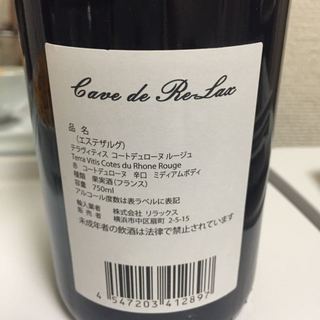 Cave de Re-Lax
品 名
(エステザルグ)
テラヴィティス コートデュローヌ ルージュ
Terra Vitis Cotes du Rhone Rouge
赤 コートデュローヌ 辛口 ミディアムボディ
種類 果実酒(フランス)
容量 750ml
アルコール度数は表ラベルに表記
輸入業者 株式会社 リラックス
販売者 横浜市中区扇町 2-5-15
未成年者の飲酒は法律で禁止されています
4 547203 412897